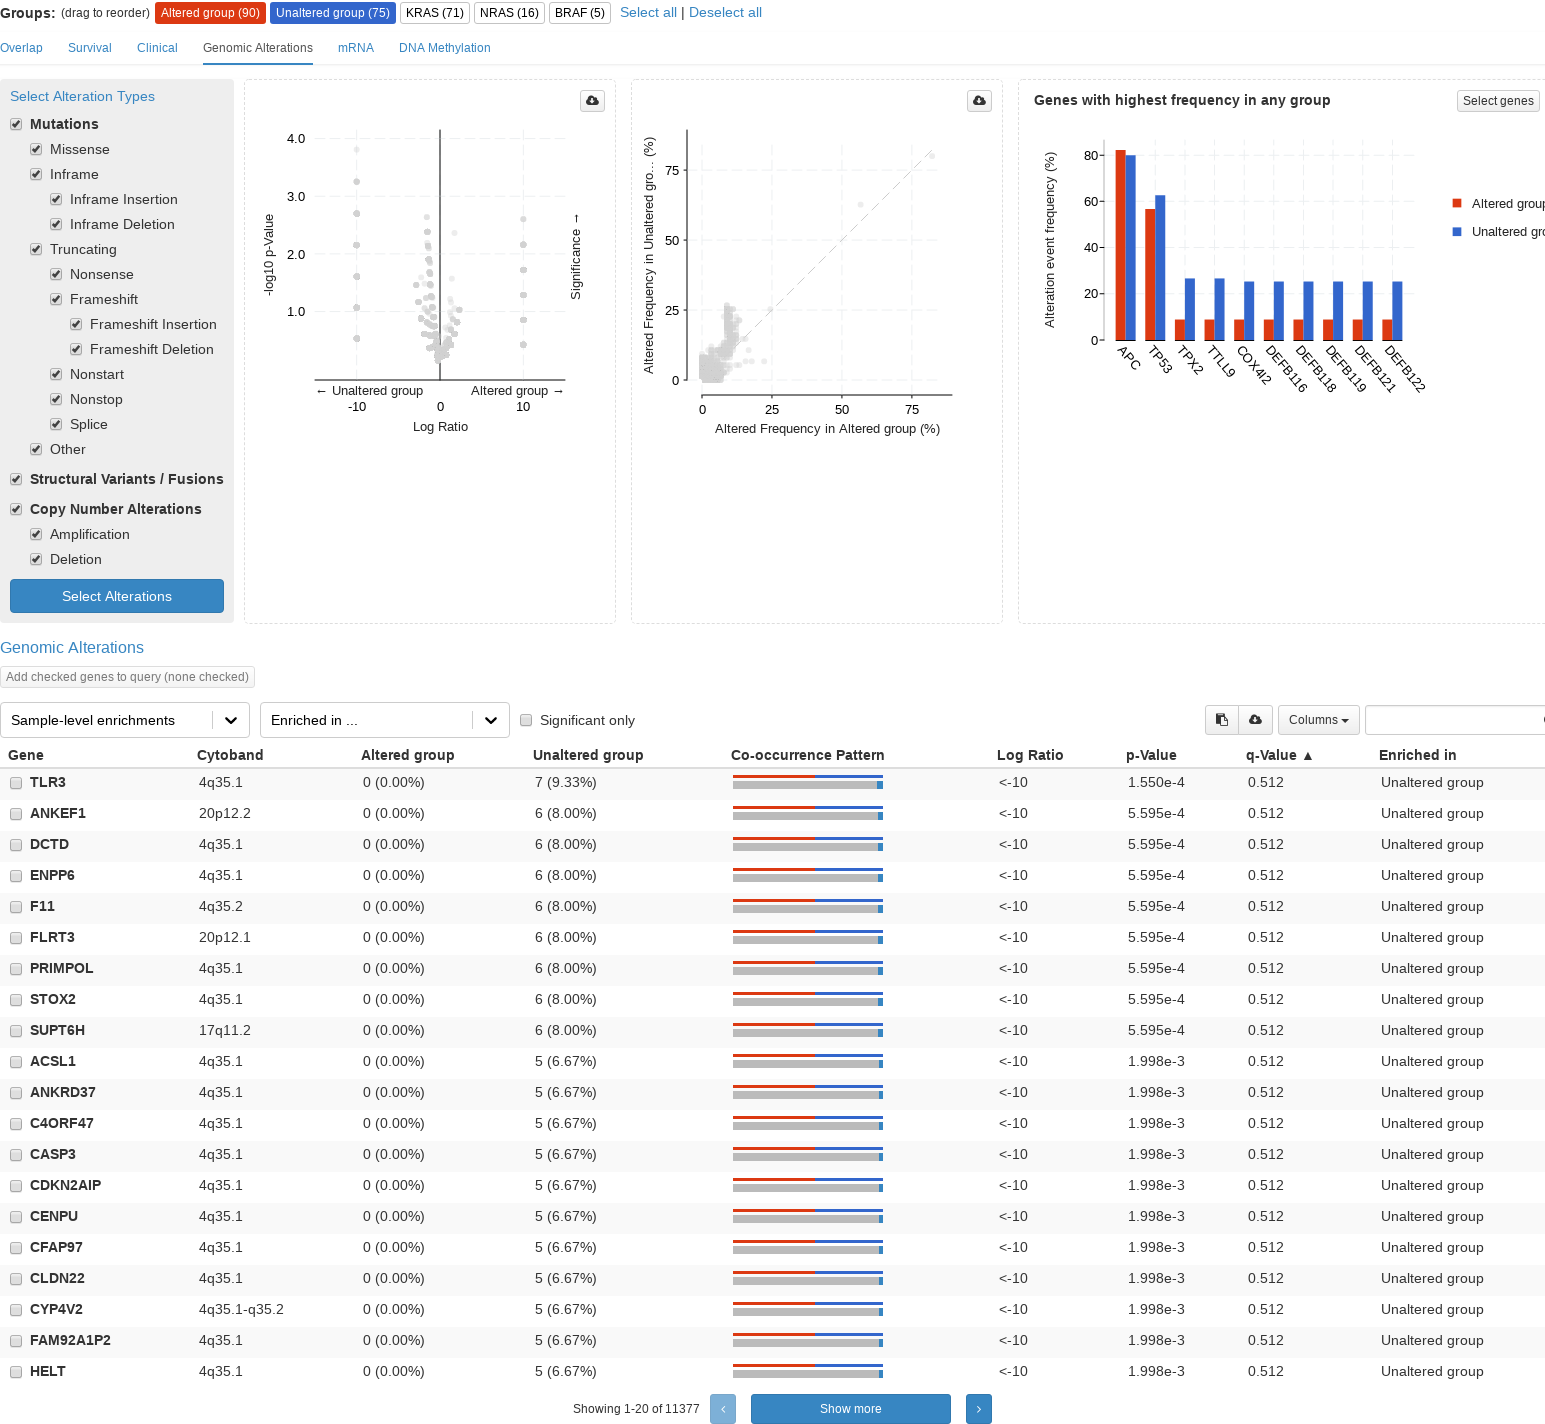 Groups: (drag to reorder) Altered group (90) Unaltered group (75) KRAS (71) NRAS (16) BRAF (5) Select all | Deselect all
Overlap Survival Clinical Genomic Alterations mRNA DNA Methylation
Select Alteration Types
Mutations
Missense
Inframe
Inframe Insertion
Inframe Deletion
Truncating
Nonsense
Frameshift
Frameshift Insertion
Frameshift Deletion
Nonstart
Nonstop
Splice
Other
Structural Variants / Fusions
Copy Number Alterations
Amplification
Deletion
Select Alterations
4.0
3.0
2.0
1.0
-log10 p-Value
Significance →
← Unaltered group Altered group →
-10 0 10
Log Ratio
Altered Frequency in Unaltered gro... (%)
75
50
25
0
0 25 50 75
Altered Frequency in Altered group (%)
Genes with highest frequency in any group Select genes
Alteration event frequency (%)
80
60
40
20
0
APC TP53 TPX2 TTLL9 COX4I2 DEFB116 DEFB118 DEFB119 DEFB121 DEFB122
Altered group
Unaltered gro
Genomic Alterations
Add checked genes to query (none checked)
Sample-level enrichments Enriched in ... Significant only Columns
Gene Cytoband Altered group Unaltered group Co-occurrence Pattern Log Ratio p-Value q-Value ▲ Enriched in
TLR3 4q35.1 0 (0.00%) 7 (9.33%) <-10 1.550e-4 0.512 Unaltered group
ANKEF1 20p12.2 0 (0.00%) 6 (8.00%) <-10 5.595e-4 0.512 Unaltered group
DCTD 4q35.1 0 (0.00%) 6 (8.00%) <-10 5.595e-4 0.512 Unaltered group
ENPP6 4q35.1 0 (0.00%) 6 (8.00%) <-10 5.595e-4 0.512 Unaltered group
F11 4q35.2 0 (0.00%) 6 (8.00%) <-10 5.595e-4 0.512 Unaltered group
FLRT3 20p12.1 0 (0.00%) 6 (8.00%) <-10 5.595e-4 0.512 Unaltered group
PRIMPOL 4q35.1 0 (0.00%) 6 (8.00%) <-10 5.595e-4 0.512 Unaltered group
STOX2 4q35.1 0 (0.00%) 6 (8.00%) <-10 5.595e-4 0.512 Unaltered group
SUPT6H 17q11.2 0 (0.00%) 6 (8.00%) <-10 5.595e-4 0.512 Unaltered group
ACSL1 4q35.1 0 (0.00%) 5 (6.67%) <-10 1.998e-3 0.512 Unaltered group
ANKRD37 4q35.1 0 (0.00%) 5 (6.67%) <-10 1.998e-3 0.512 Unaltered group
C4ORF47 4q35.1 0 (0.00%) 5 (6.67%) <-10 1.998e-3 0.512 Unaltered group
CASP3 4q35.1 0 (0.00%) 5 (6.67%) <-10 1.998e-3 0.512 Unaltered group
CDKN2AIP 4q35.1 0 (0.00%) 5 (6.67%) <-10 1.998e-3 0.512 Unaltered group
CENPU 4q35.1 0 (0.00%) 5 (6.67%) <-10 1.998e-3 0.512 Unaltered group
CFAP97 4q35.1 0 (0.00%) 5 (6.67%) <-10 1.998e-3 0.512 Unaltered group
CLDN22 4q35.1 0 (0.00%) 5 (6.67%) <-10 1.998e-3 0.512 Unaltered group
CYP4V2 4q35.1-q35.2 0 (0.00%) 5 (6.67%) <-10 1.998e-3 0.512 Unaltered group
FAM92A1P2 4q35.1 0 (0.00%) 5 (6.67%) <-10 1.998e-3 0.512 Unaltered group
HELT 4q35.1 0 (0.00%) 5 (6.67%) <-10 1.998e-3 0.512 Unaltered group
Showing 1-20 of 11377 ‹ Show more ›